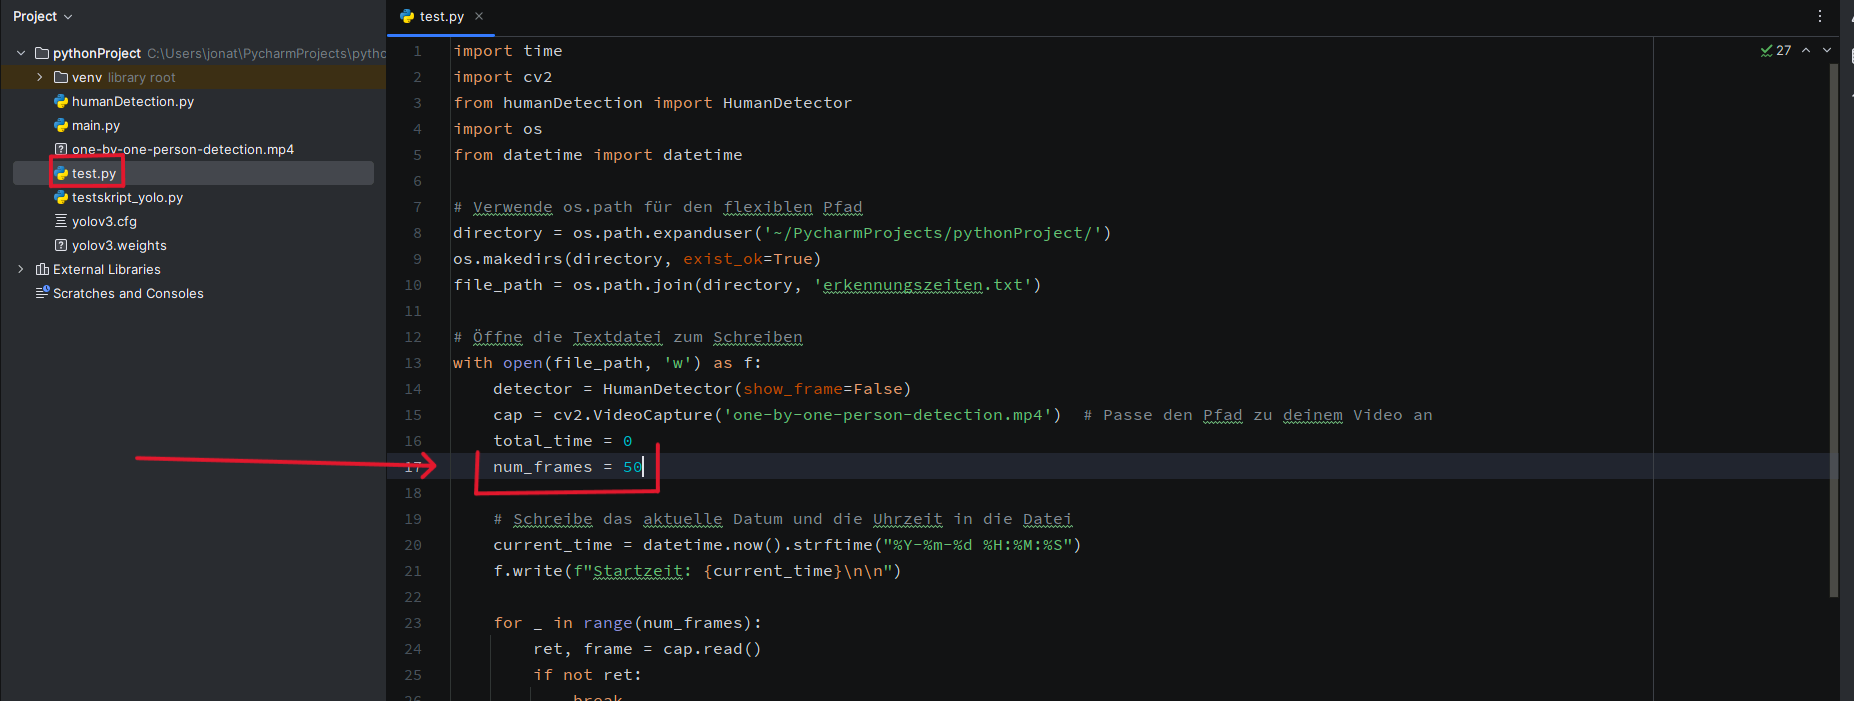 Project
pythonProject C:\Users\jonat\PycharmProjects\pytho
venv library root
humanDetection.py
main.py
one-by-one-person-detection.mp4
test.py
testskript_yolo.py
yolov3.cfg
yolov3.weights
External Libraries
Scratches and Consoles
test.py
27
1 import time
2 import cv2
3 from humanDetection import HumanDetector
4 import os
5 from datetime import datetime
6
7 # Verwende os.path für den flexiblen Pfad
8 directory = os.path.expanduser('~/PycharmProjects/pythonProject/')
9 os.makedirs(directory, exist_ok=True)
10 file_path = os.path.join(directory, 'erkennungszeiten.txt')
11
12 # Öffne die Textdatei zum Schreiben
13 with open(file_path, 'w') as f:
14 detector = HumanDetector(show_frame=False)
15 cap = cv2.VideoCapture('one-by-one-person-detection.mp4')  # Passe den Pfad zu deinem Video an
16 total_time = 0
17 num_frames = 50
18
19 # Schreibe das aktuelle Datum und die Uhrzeit in die Datei
20 current_time = datetime.now().strftime("%Y-%m-%d %H:%M:%S")
21 f.write(f"Startzeit: {current_time}\n\n")
22
23 for _ in range(num_frames):
24 ret, frame = cap.read()
25 if not ret:
26 break